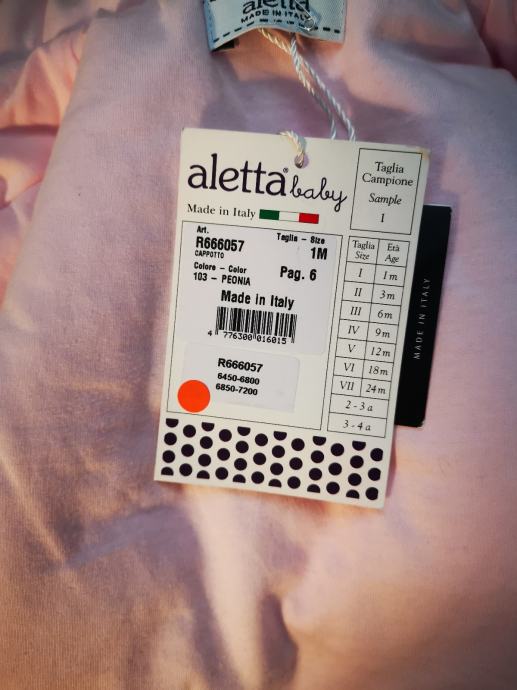 aletta
MADE IN ITALY
aletta® baby
Made in Italy
Taglia
Campione
Sample
I
Art.
R666057
CAPPOTTO
Taglia - Size
1M
Colore - Color
103 - PEONIA
Pag. 6
Made in Italy
4 776300 016015
R666057
6450-6800
6850-7200
Taglia Età
Size Age
I 1m
II 3m
III 6m
IV 9m
V 12m
VI 18m
VII 24m
2 - 3 a
3 - 4 a
MADE IN ITALY